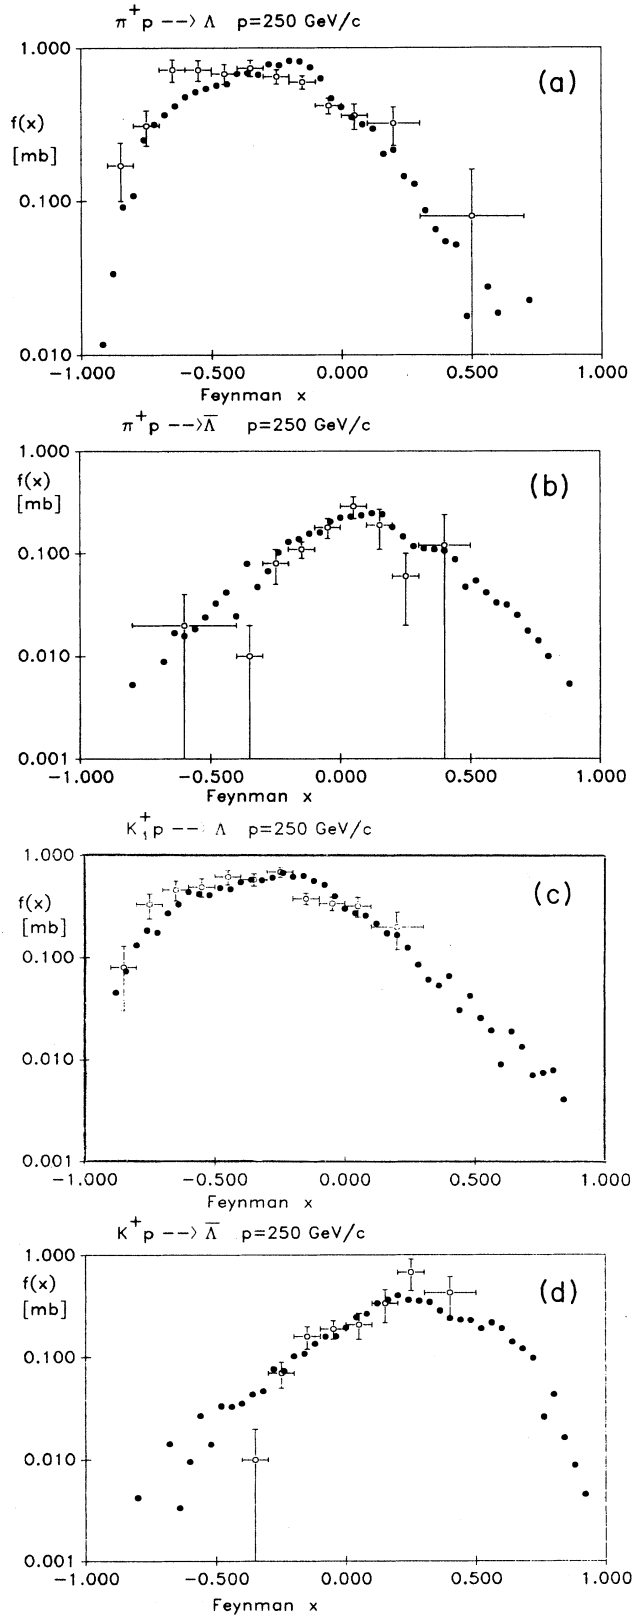 π⁺p --> Λ p=250 GeV/c
1.000
(a)
f(x)
[mb]
0.100
0.010
-1.000 -0.500 0.000 0.500 1.000
Feynman x
π⁺p --> Λ̅ p=250 GeV/c
1.000
f(x)
(b)
[mb]
0.100
0.010
0.001
-1.000 -0.500 0.000 0.500 1.000
Feynman x
K⁺p --> Λ p=250 GeV/c
1.000
(c)
f(x)
[mb]
0.100
0.010
0.001
-1.000 -0.500 0.000 0.500 1.000
Feynman x
K⁺p --> Λ̅ p=250 GeV/c
1.000
f(x)
(d)
[mb]
0.100
0.010
0.001
-1.000 -0.500 0.000 0.500 1.000
Feynman x